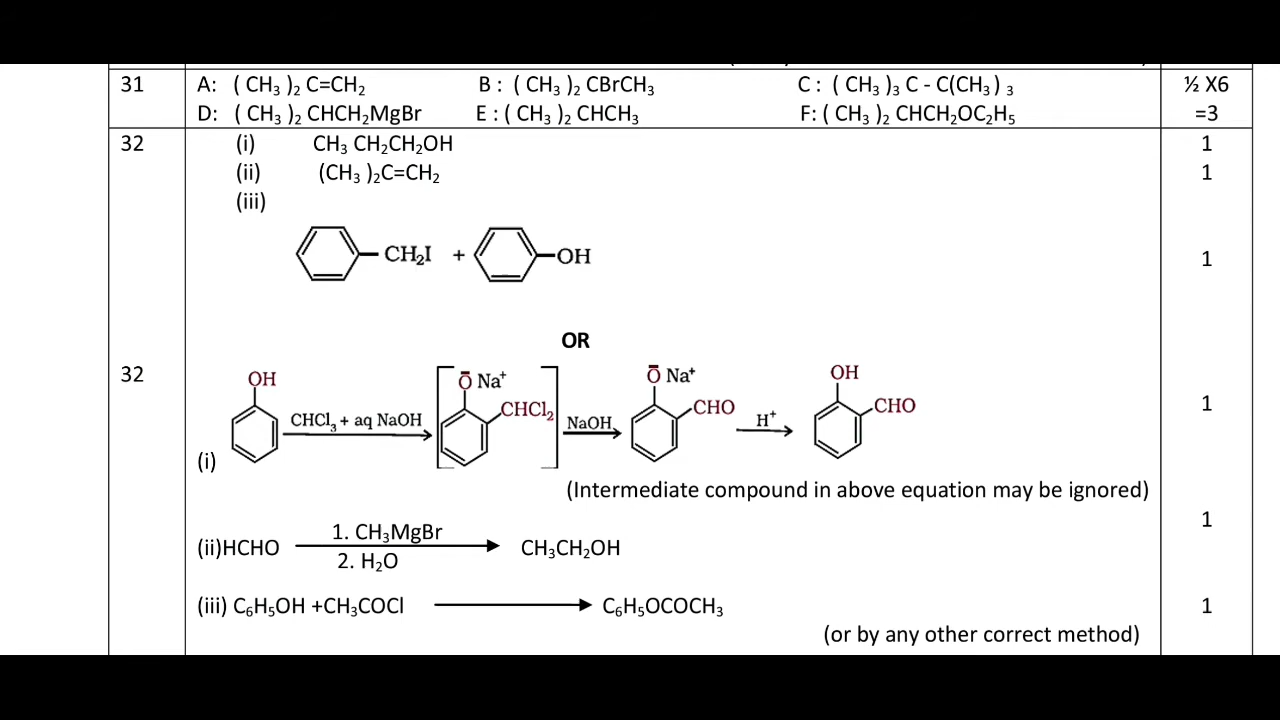 31 A: ( CH₃ )₂ C=CH₂ B : ( CH₃ )₂ CBrCH₃ C : ( CH₃ )₃ C - C(CH₃ ) ₃ ½ X6
D: ( CH₃ )₂ CHCH₂MgBr E : ( CH₃ )₂ CHCH₃ F: ( CH₃ )₂ CHCH₂OC₂H₅ =3
32 (i) CH₃ CH₂CH₂OH 1
(ii) (CH₃ )₂C=CH₂ 1
(iii)
CH₂I + OH 1
OR
32
OH CHCl₃ + aq NaOH Ō Na⁺ CHCl₂ NaOH Ō Na⁺ CHO H⁺ OH CHO 1
(i)
(Intermediate compound in above equation may be ignored)
1
1. CH₃MgBr
(ii)HCHO CH₃CH₂OH
2. H₂O
(iii) C₆H₅OH +CH₃COCl C₆H₅OCOCH₃ 1
(or by any other correct method)